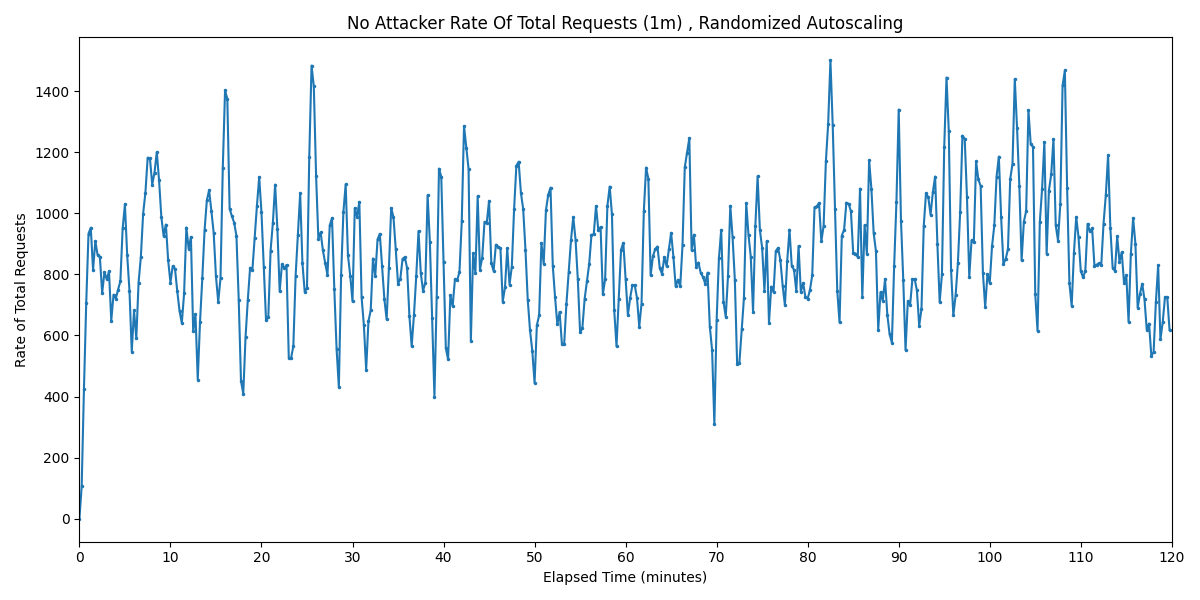 No Attacker Rate Of Total Requests (1m) , Randomized Autoscaling
Rate of Total Requests
1400
1200
1000
800
600
400
200
0
0 10 20 30 40 50 60 70 80 90 100 110 120
Elapsed Time (minutes)